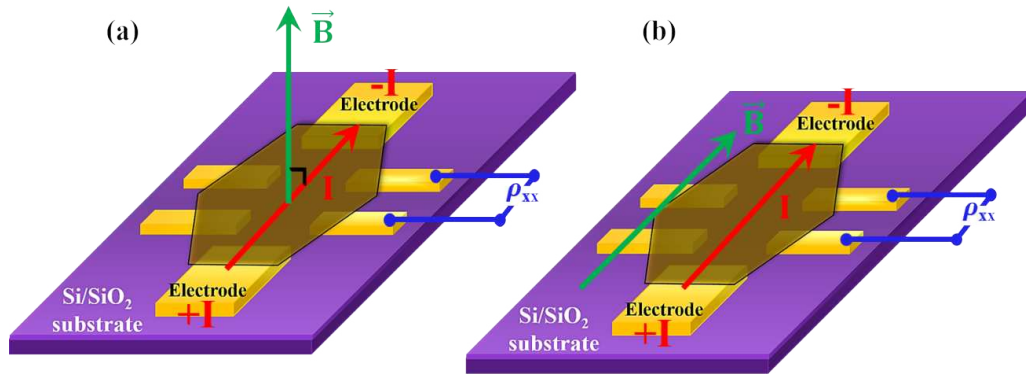 (a)
B
-I
Electrode
I
ρxx
Electrode
+I
Si/SiO2
substrate
(b)
B
-I
Electrode
I
ρxx
Electrode
+I
Si/SiO2
substrate